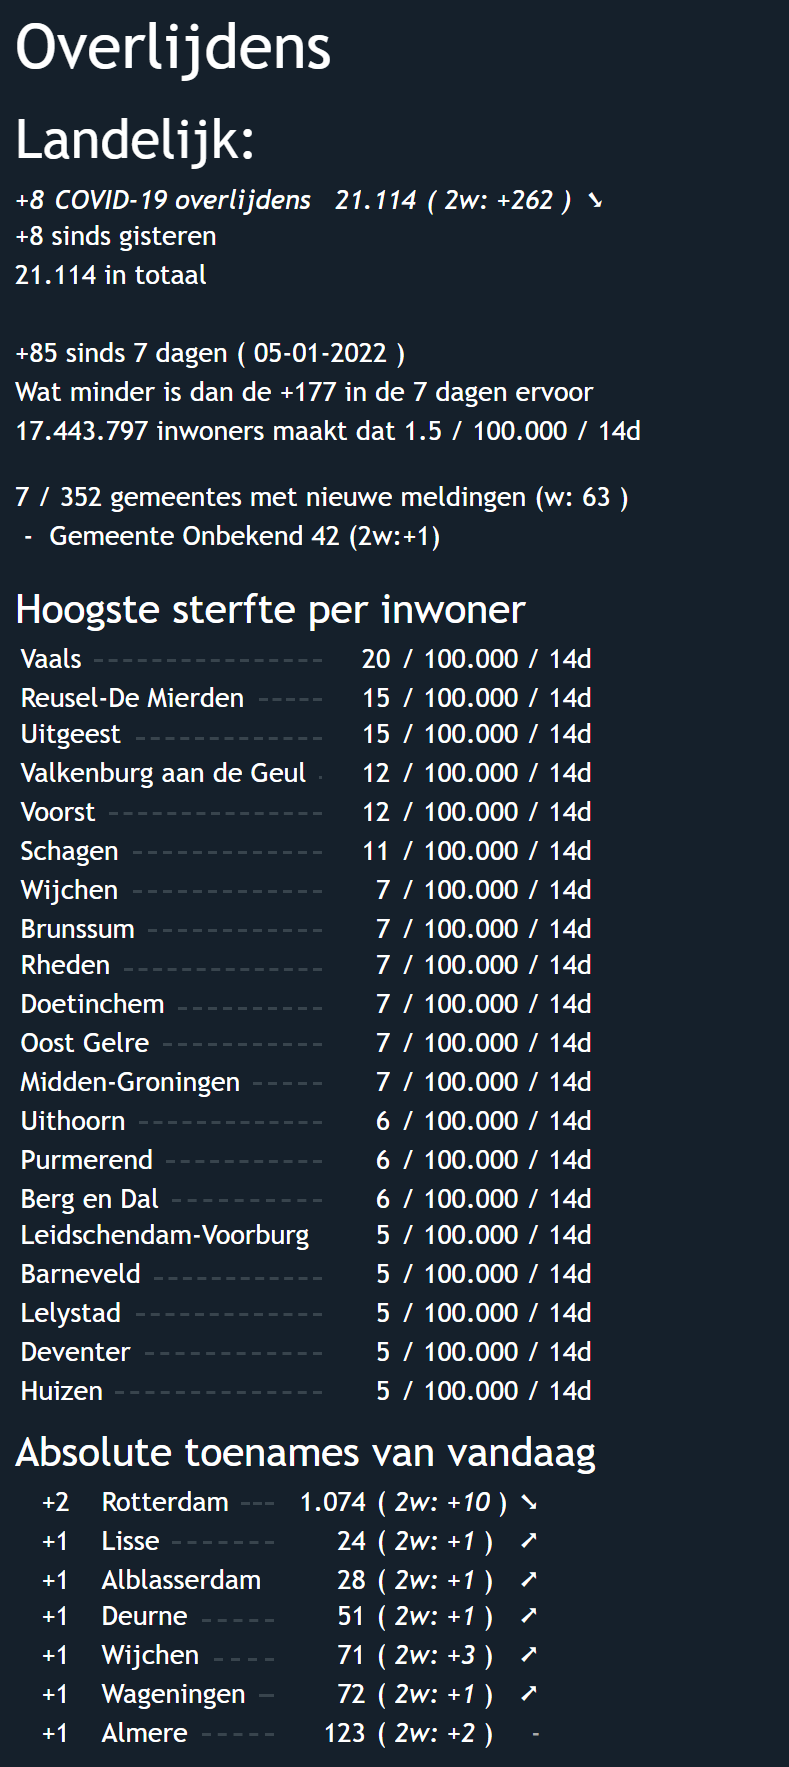 Overlijdens
Landelijk:
+8 COVID-19 overlijdens 21.114 ( 2w: +262 ) ➘
+8 sinds gisteren
21.114 in totaal
+85 sinds 7 dagen ( 05-01-2022 )
Wat minder is dan de +177 in de 7 dagen ervoor
17.443.797 inwoners maakt dat 1.5 / 100.000 / 14d
7 / 352 gemeentes met nieuwe meldingen (w: 63 )
- Gemeente Onbekend 42 (2w:+1)
Hoogste sterfte per inwoner
Vaals ---------------- 20 / 100.000 / 14d
Reusel-De Mierden ----- 15 / 100.000 / 14d
Uitgeest ------------- 15 / 100.000 / 14d
Valkenburg aan de Geul . 12 / 100.000 / 14d
Voorst --------------- 12 / 100.000 / 14d
Schagen ------------- 11 / 100.000 / 14d
Wijchen ------------- 7 / 100.000 / 14d
Brunssum ------------ 7 / 100.000 / 14d
Rheden -------------- 7 / 100.000 / 14d
Doetinchem ---------- 7 / 100.000 / 14d
Oost Gelre ----------- 7 / 100.000 / 14d
Midden-Groningen ----- 7 / 100.000 / 14d
Uithoorn ------------- 6 / 100.000 / 14d
Purmerend ----------- 6 / 100.000 / 14d
Berg en Dal ---------- 6 / 100.000 / 14d
Leidschendam-Voorburg 5 / 100.000 / 14d
Barneveld ------------ 5 / 100.000 / 14d
Lelystad ------------- 5 / 100.000 / 14d
Deventer ------------ 5 / 100.000 / 14d
Huizen -------------- 5 / 100.000 / 14d
Absolute toenames van vandaag
+2 Rotterdam --- 1.074 ( 2w: +10 ) ➘
+1 Lisse ------- 24 ( 2w: +1 ) ➚
+1 Alblasserdam 28 ( 2w: +1 ) ➚
+1 Deurne ----- 51 ( 2w: +1 ) ➚
+1 Wijchen ---- 71 ( 2w: +3 ) ➚
+1 Wageningen - 72 ( 2w: +1 ) ➚
+1 Almere ----- 123 ( 2w: +2 ) -